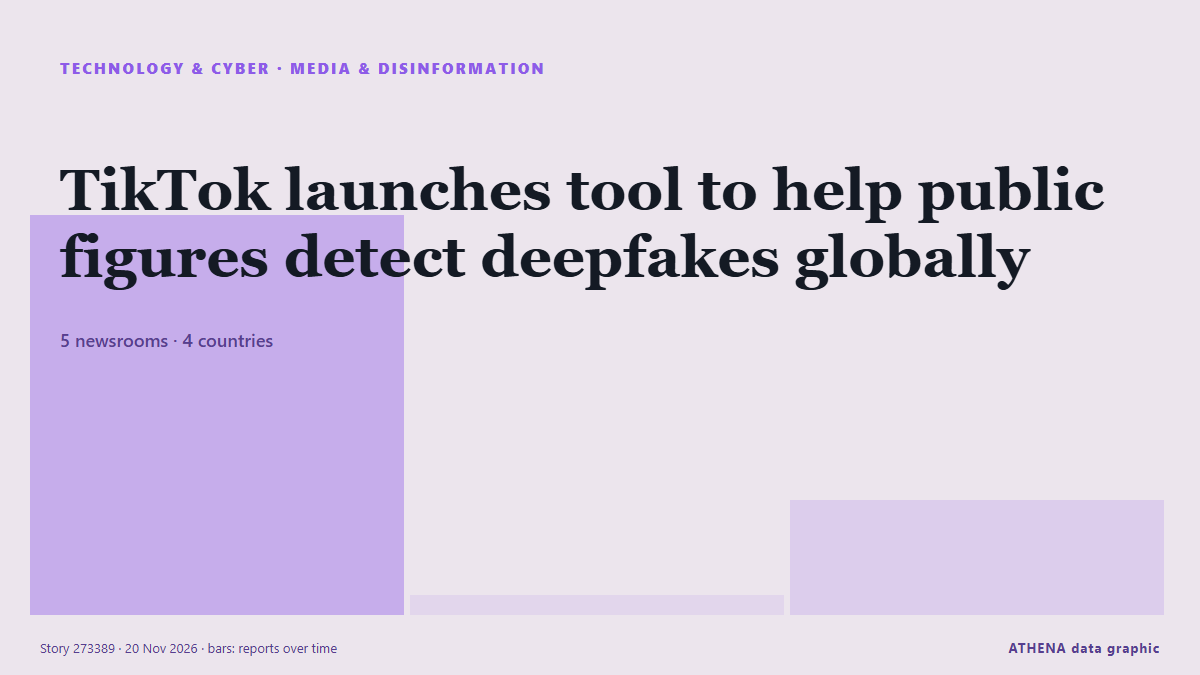 TECHNOLOGY & CYBER · MEDIA & DISINFORMATION
TikTok launches tool to help public
figures detect deepfakes globally
5 newsrooms · 4 countries
Story 273389 · 20 Nov 2026 · bars: reports over time
ATHENA data graphic